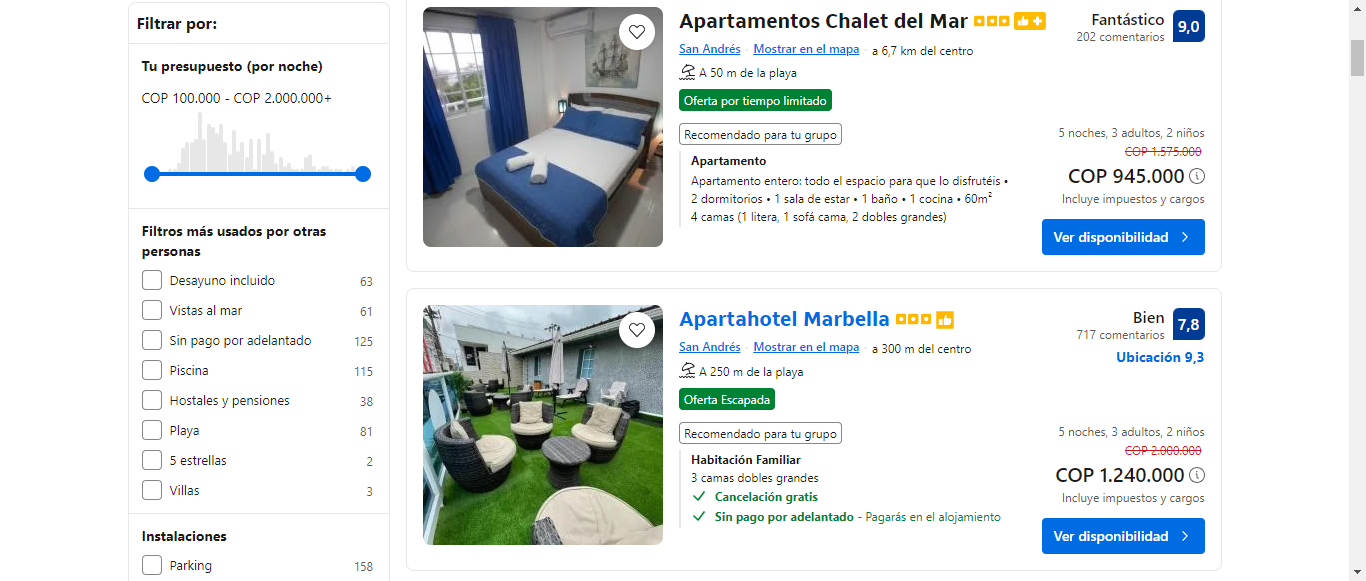 Filtrar por:
Tu presupuesto (por noche)
COP 100.000 - COP 2.000.000+
Filtros más usados por otras
personas
Desayuno incluido 63
Vistas al mar 61
Sin pago por adelantado 125
Piscina 115
Hostales y pensiones 38
Playa 81
5 estrellas 2
Villas 3
Instalaciones
Parking 158
Apartamentos Chalet del Mar
Fantástico
202 comentarios
9,0
San Andrés · Mostrar en el mapa · a 6,7 km del centro
A 50 m de la playa
Oferta por tiempo limitado
Recomendado para tu grupo
Apartamento
Apartamento entero: todo el espacio para que lo disfrutéis •
2 dormitorios • 1 sala de estar • 1 baño • 1 cocina • 60m²
4 camas (1 litera, 1 sofá cama, 2 dobles grandes)
5 noches, 3 adultos, 2 niños
COP 1.575.000
COP 945.000
Incluye impuestos y cargos
Ver disponibilidad
Apartahotel Marbella
Bien
717 comentarios
7,8
Ubicación 9,3
San Andrés · Mostrar en el mapa · a 300 m del centro
A 250 m de la playa
Oferta Escapada
Recomendado para tu grupo
Habitación Familiar
3 camas dobles grandes
Cancelación gratis
Sin pago por adelantado - Pagarás en el alojamiento
5 noches, 3 adultos, 2 niños
COP 2.000.000
COP 1.240.000
Incluye impuestos y cargos
Ver disponibilidad